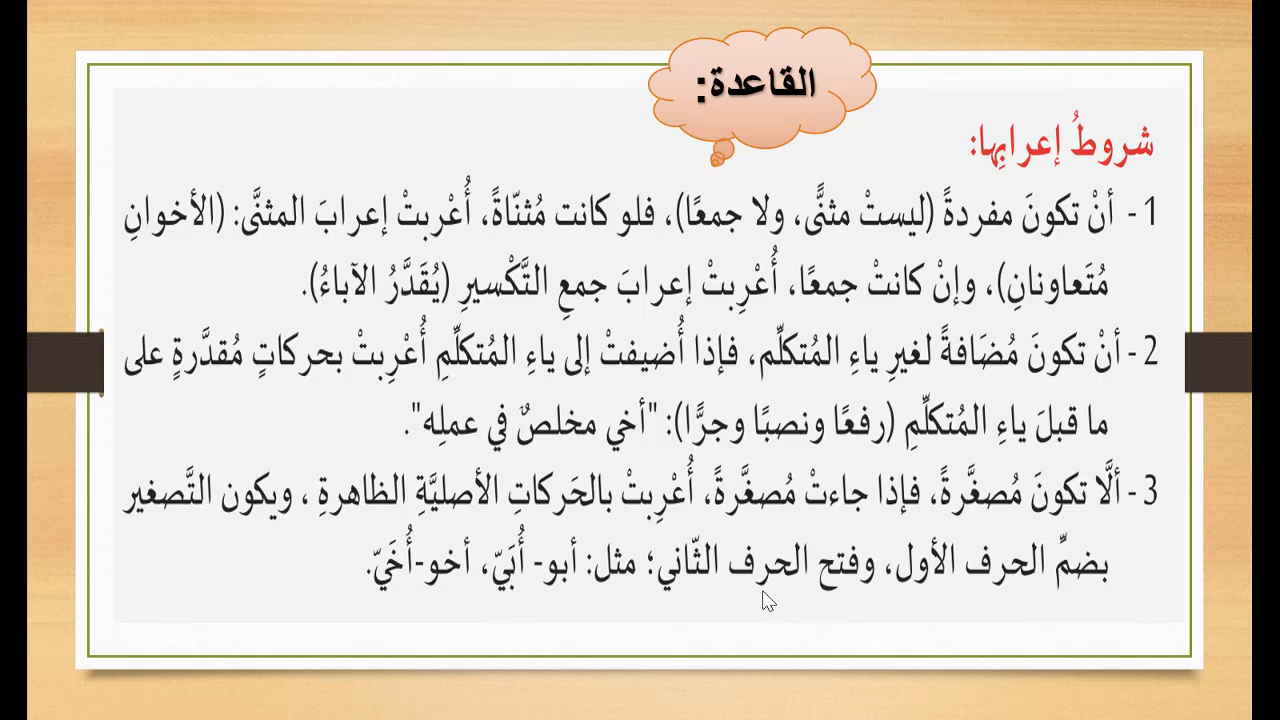 القاعدة:
شروطُ إعرابِها:
1 - أنْ تكونَ مفردةً (ليستْ مثنًّى، ولا جمعًا)، فلو كانت مُثنّاةً، أُعْربتْ إعرابَ المثنَّى: (الأخوانِ
مُتَعاونانِ)، وإنْ كانتْ جمعًا، أُعْرِبتْ إعرابَ جمعِ التَّكْسيرِ (يُقَدَّرُ الآباءُ).
2 - أنْ تكونَ مُضَافةً لغيرِ ياءِ المُتكلِّم، فإذا أُضيفتْ إلى ياءِ المُتكلِّمِ أُعْرِبتْ بحركاتٍ مُقدَّرةٍ على
ما قبلَ ياءِ المُتكلِّمِ (رفعًا ونصبًا وجرًّا): "أخي مخلصٌ في عملِه".
3 - ألَّا تكونَ مُصغَّرةً، فإذا جاءتْ مُصغَّرةً، أُعْرِبتْ بالحَركاتِ الأصليَّةِ الظاهرةِ ، ويكون التَّصغير
بضمِّ الحرف الأول، وفتح الحرف الثّاني؛ مثل: أبو- أُبَيّ، أخو-أُخَيّ.